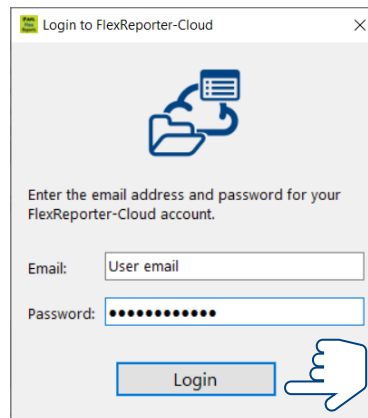 Login to FlexReporter-Cloud
Enter the email address and password for your
FlexReporter-Cloud account.
Email:
User email
Password:
●●●●●●●●●●●●
Login